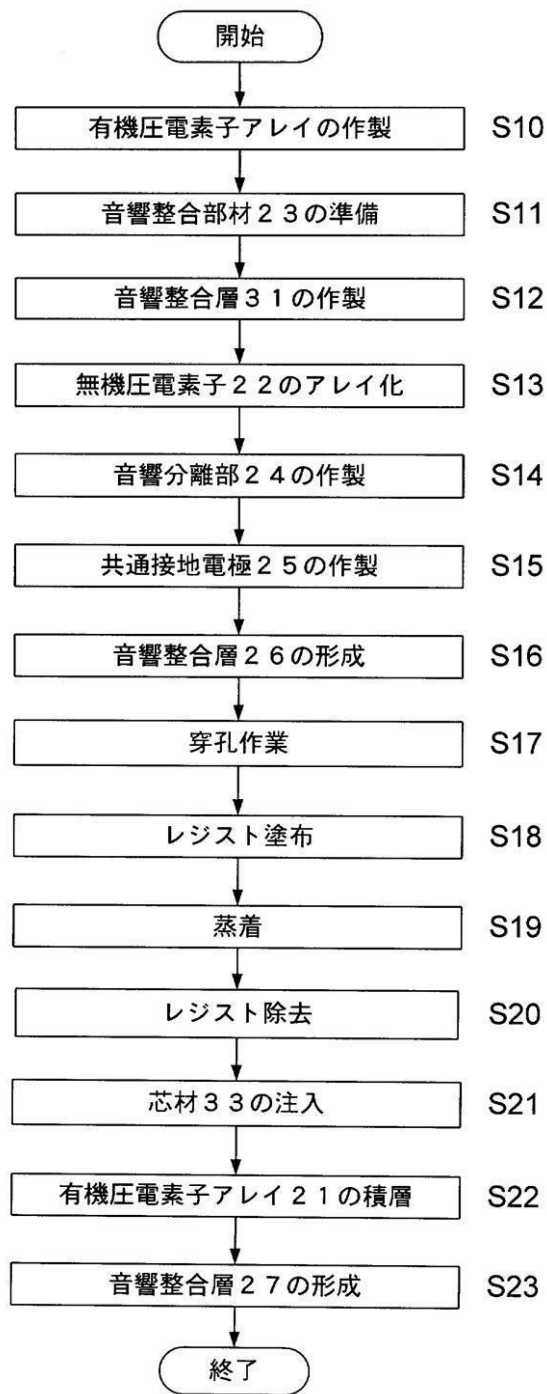 開始
有機圧電素子アレイの作製 S10
音響整合部材２３の準備 S11
音響整合層３１の作製 S12
無機圧電素子２２のアレイ化 S13
音響分離部２４の作製 S14
共通接地電極２５の作製 S15
音響整合層２６の形成 S16
穿孔作業 S17
レジスト塗布 S18
蒸着 S19
レジスト除去 S20
芯材３３の注入 S21
有機圧電素子アレイ２１の積層 S22
音響整合層２７の形成 S23
終了